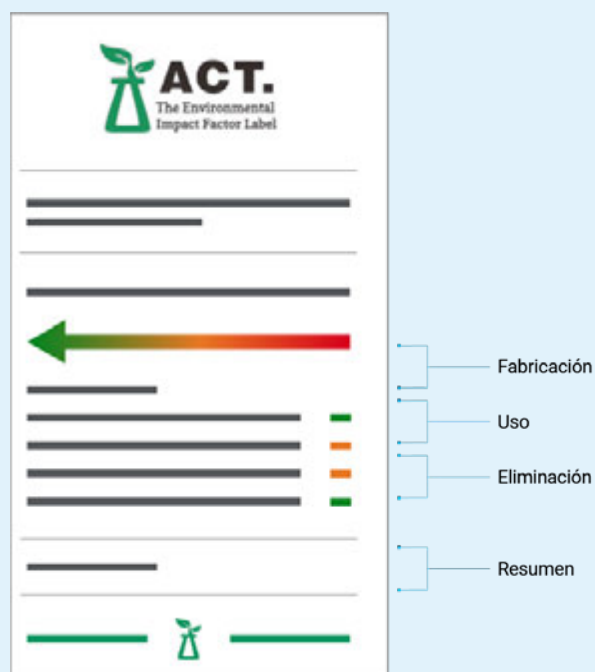 ACT.
The Environmental
Impact Factor Label
Fabricación
Uso
Eliminación
Resumen